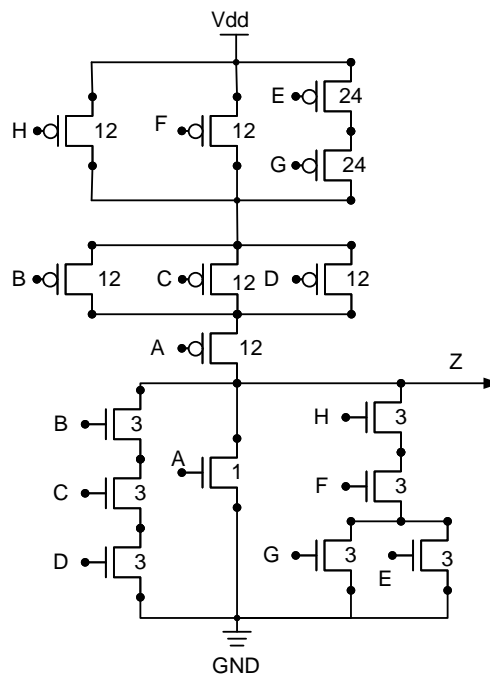 Vdd
H 12 F 12 E 24
G 24
B 12 C 12 D 12
A 12
Z
B 3 A 1 H 3
C 3 F 3
D 3 G 3 E 3
GND